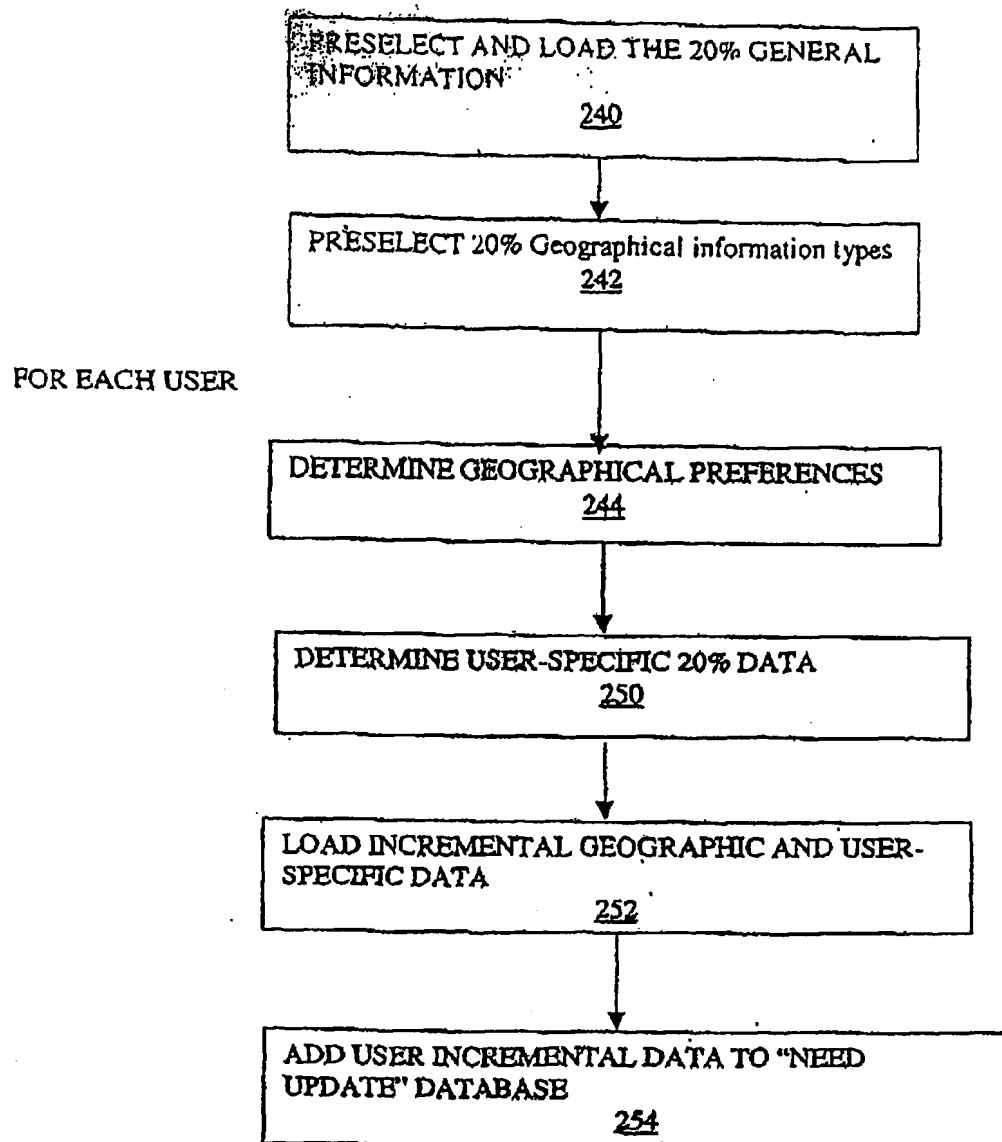 PRESELECT AND LOAD THE 20% GENERAL
INFORMATION
240
PRESELECT 20% Geographical information types
242
FOR EACH USER
DETERMINE GEOGRAPHICAL PREFERENCES
244
DETERMINE USER-SPECIFIC 20% DATA
250
LOAD INCREMENTAL GEOGRAPHIC AND USER-
SPECIFIC DATA
252
ADD USER INCREMENTAL DATA TO "NEED
UPDATE" DATABASE
254